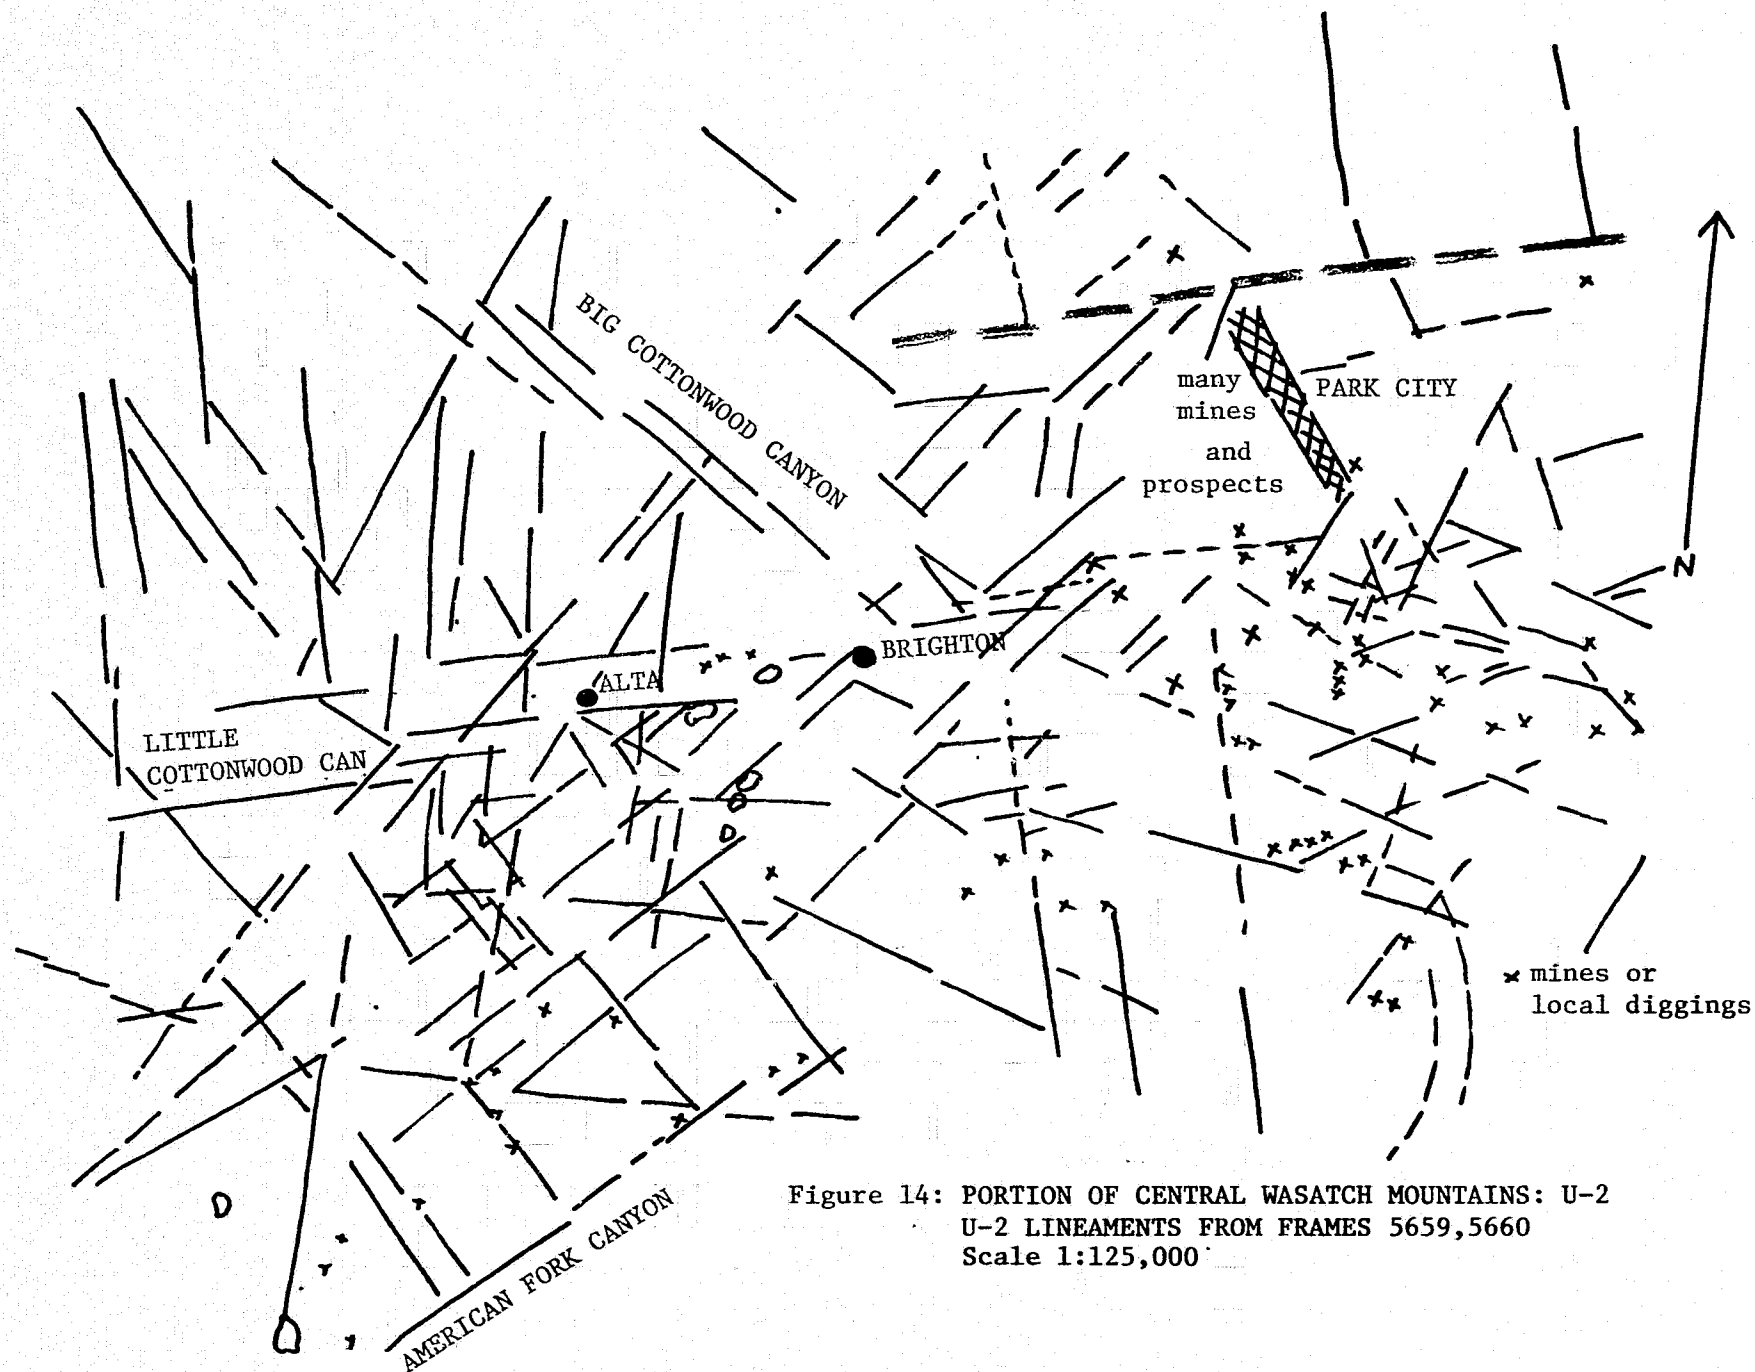 BIG COTTONWOOD CANYON
many
mines
and
prospects
PARK CITY
N
BRIGHTON
ALTA
LITTLE
COTTONWOOD CAN
x mines or
local diggings
AMERICAN FORK CANYON
Figure 14: PORTION OF CENTRAL WASATCH MOUNTAINS: U-2
U-2 LINEAMENTS FROM FRAMES 5659,5660
Scale 1:125,000